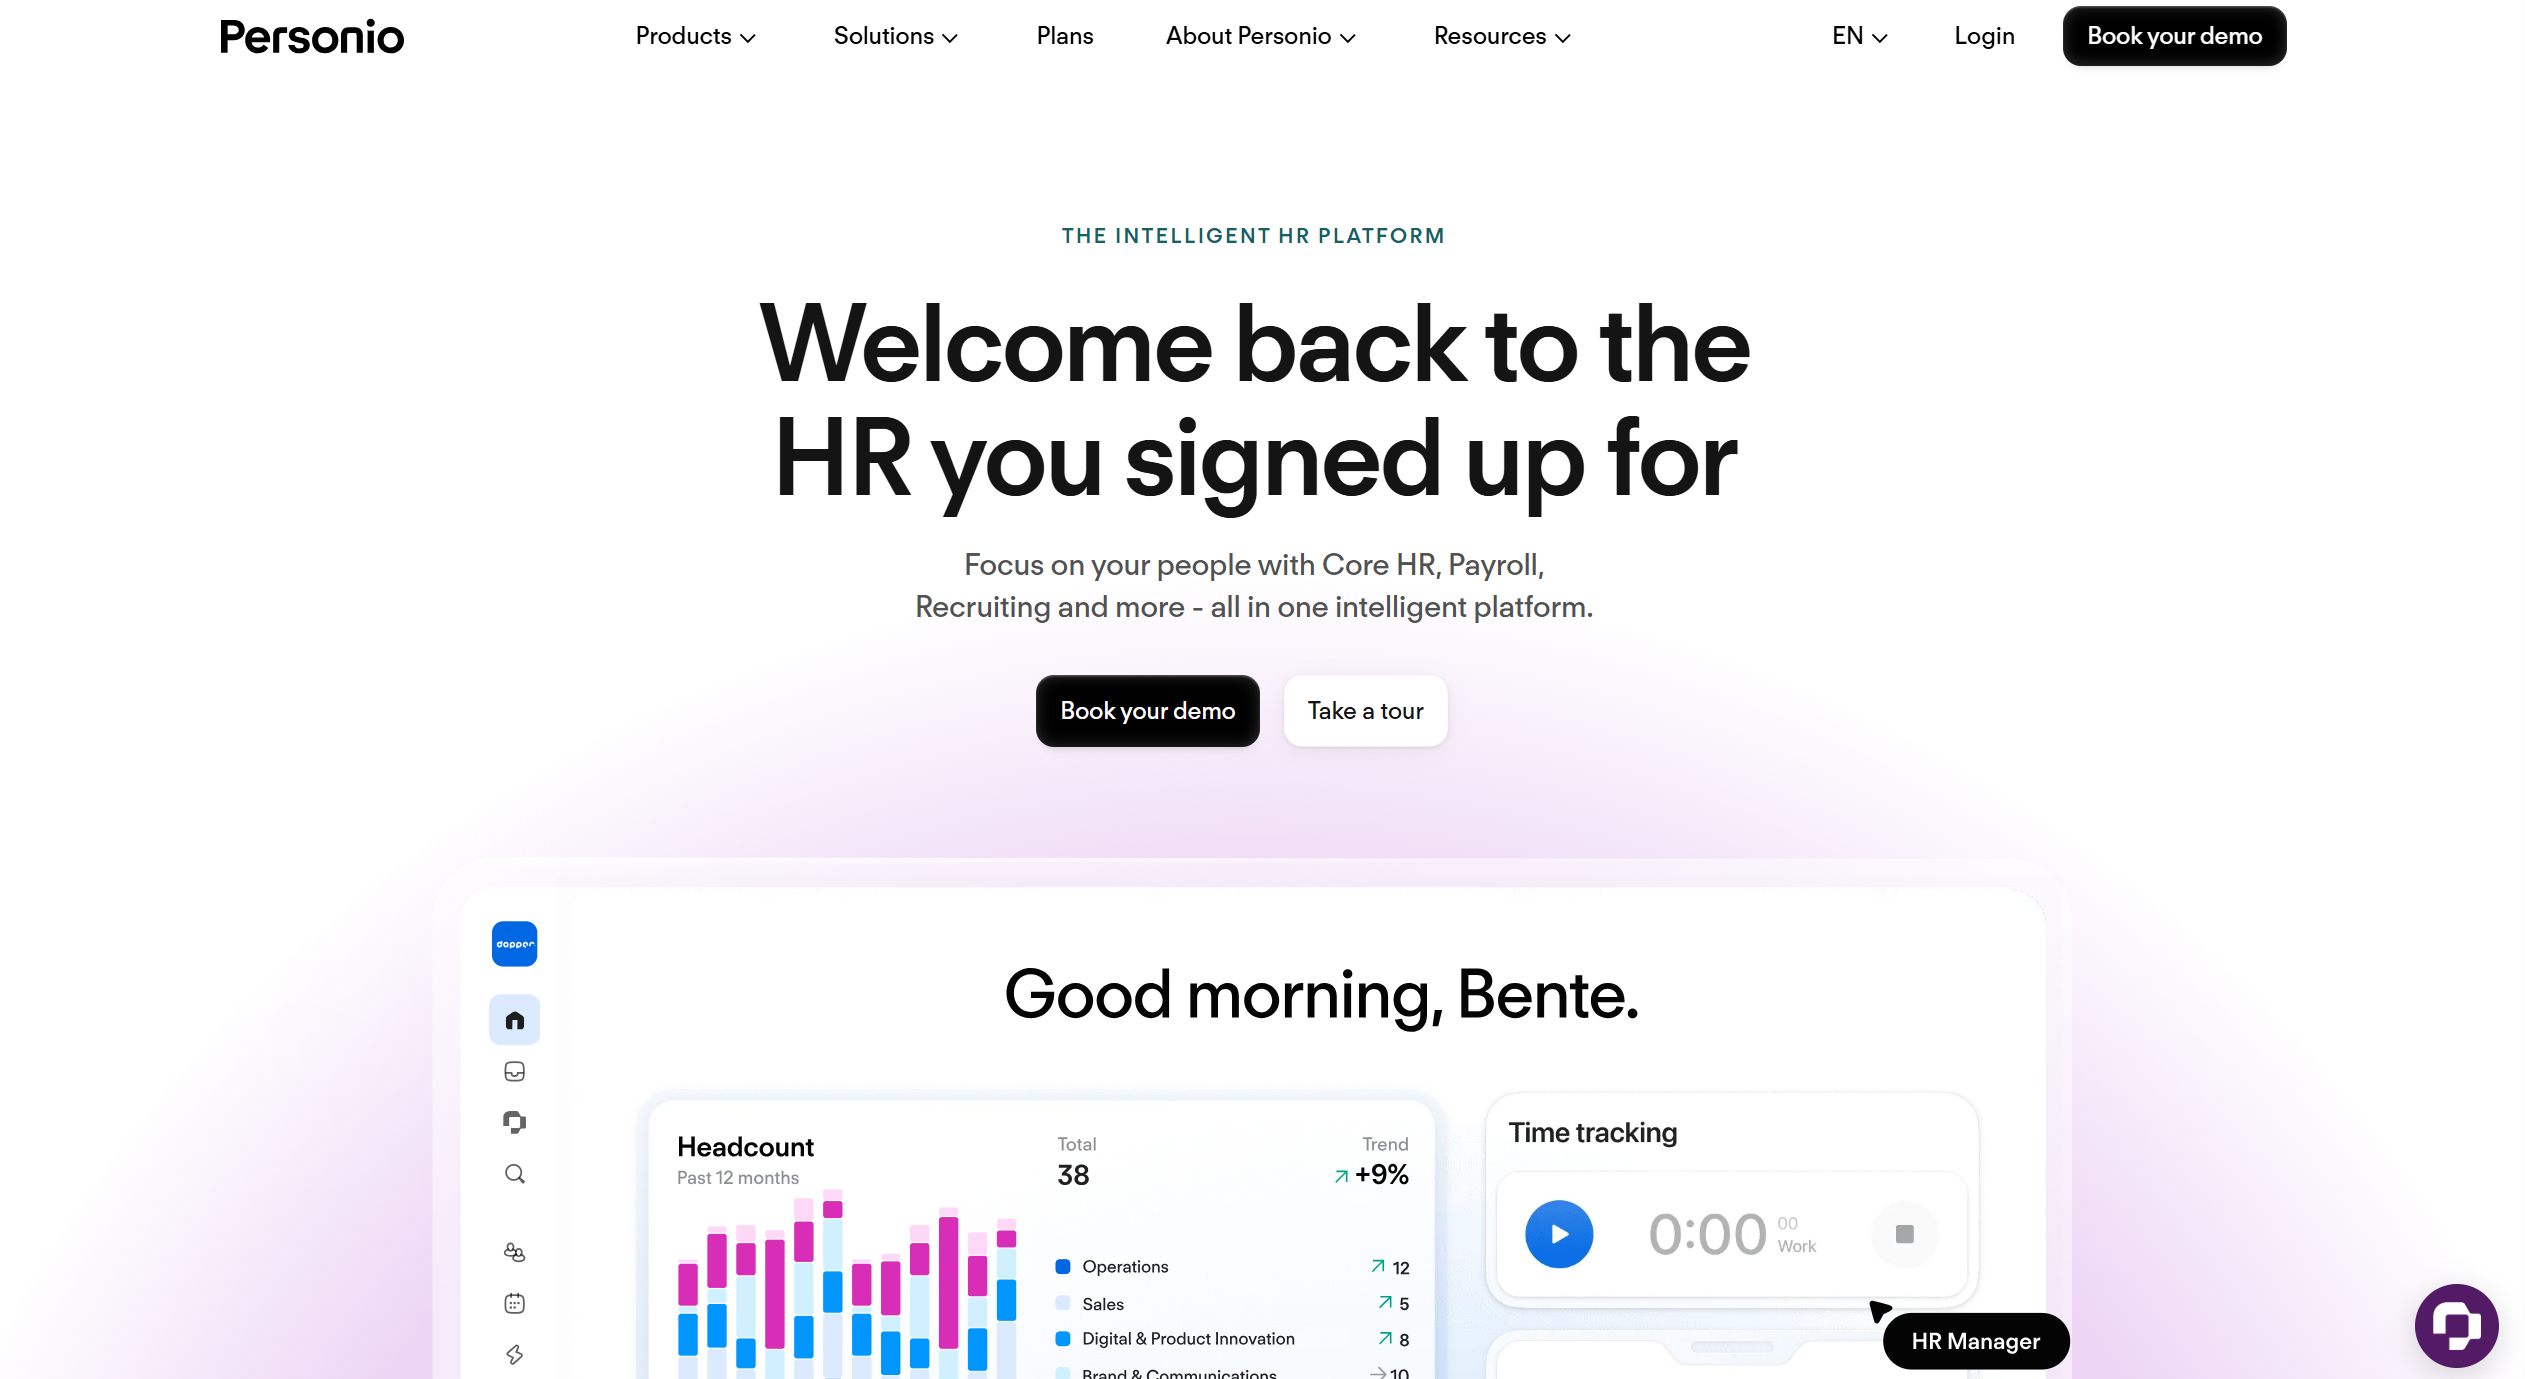 Personio
Products
Solutions
Plans
About Personio
Resources
EN
Login
Book your demo
THE INTELLIGENT HR PLATFORM
Welcome back to the
HR you signed up for
Focus on your people with Core HR, Payroll,
Recruiting and more - all in one intelligent platform.
Book your demo
Take a tour
dopper
Good morning, Bente.
Headcount
Past 12 months
Total
38
Trend
+9%
Operations
12
Sales
5
Digital & Product Innovation
8
Brand & Communications
10
Time tracking
0:00
00
Work
HR Manager